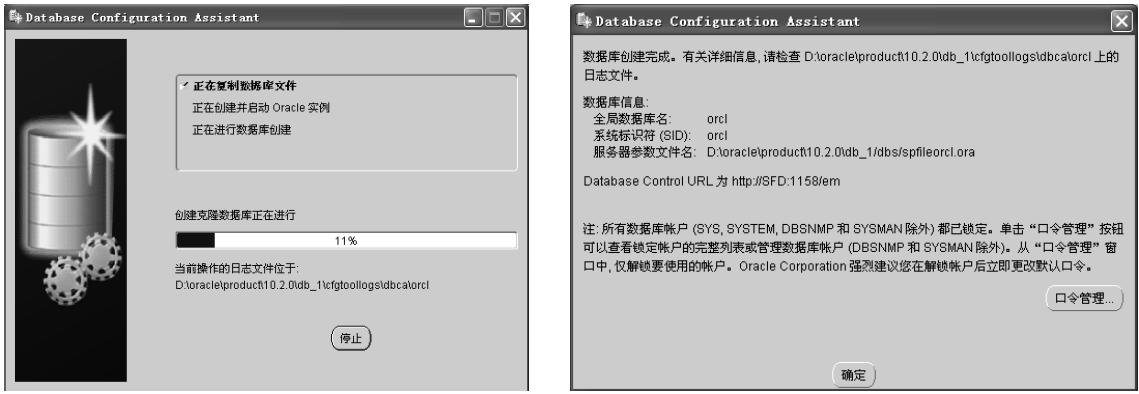 Database Configuration Assistant
正在复制数据库文件
正在创建并启动 Oracle 实例
正在进行数据库创建
创建克隆数据库正在进行
11%
当前操作的日志文件位于:
D:\oracle\product\10.2.0\db_1\cfgtoollogs\dbca\orcl
停止
Database Configuration Assistant
数据库创建完成。有关详细信息, 请检查 D:\oracle\product\10.2.0\db_1\cfgtoollogs\dbca\orcl 上的
日志文件。
数据库信息:
全局数据库名: orcl
系统标识符 (SID): orcl
服务器参数文件名: D:\oracle\product\10.2.0\db_1/dbs/spfileorcl.ora
Database Control URL 为 http://SFD:1158/em
注: 所有数据库帐户 (SYS, SYSTEM, DBSNMP 和 SYSMAN 除外) 都已锁定。单击“口令管理”按钮
可以查看锁定帐户的完整列表或管理数据库帐户 (DBSNMP 和 SYSMAN 除外)。从“口令管理”窗
口中, 仅解锁要使用的帐户。Oracle Corporation 强烈建议您在解锁帐户后立即更改默认口令。
口令管理...
确定